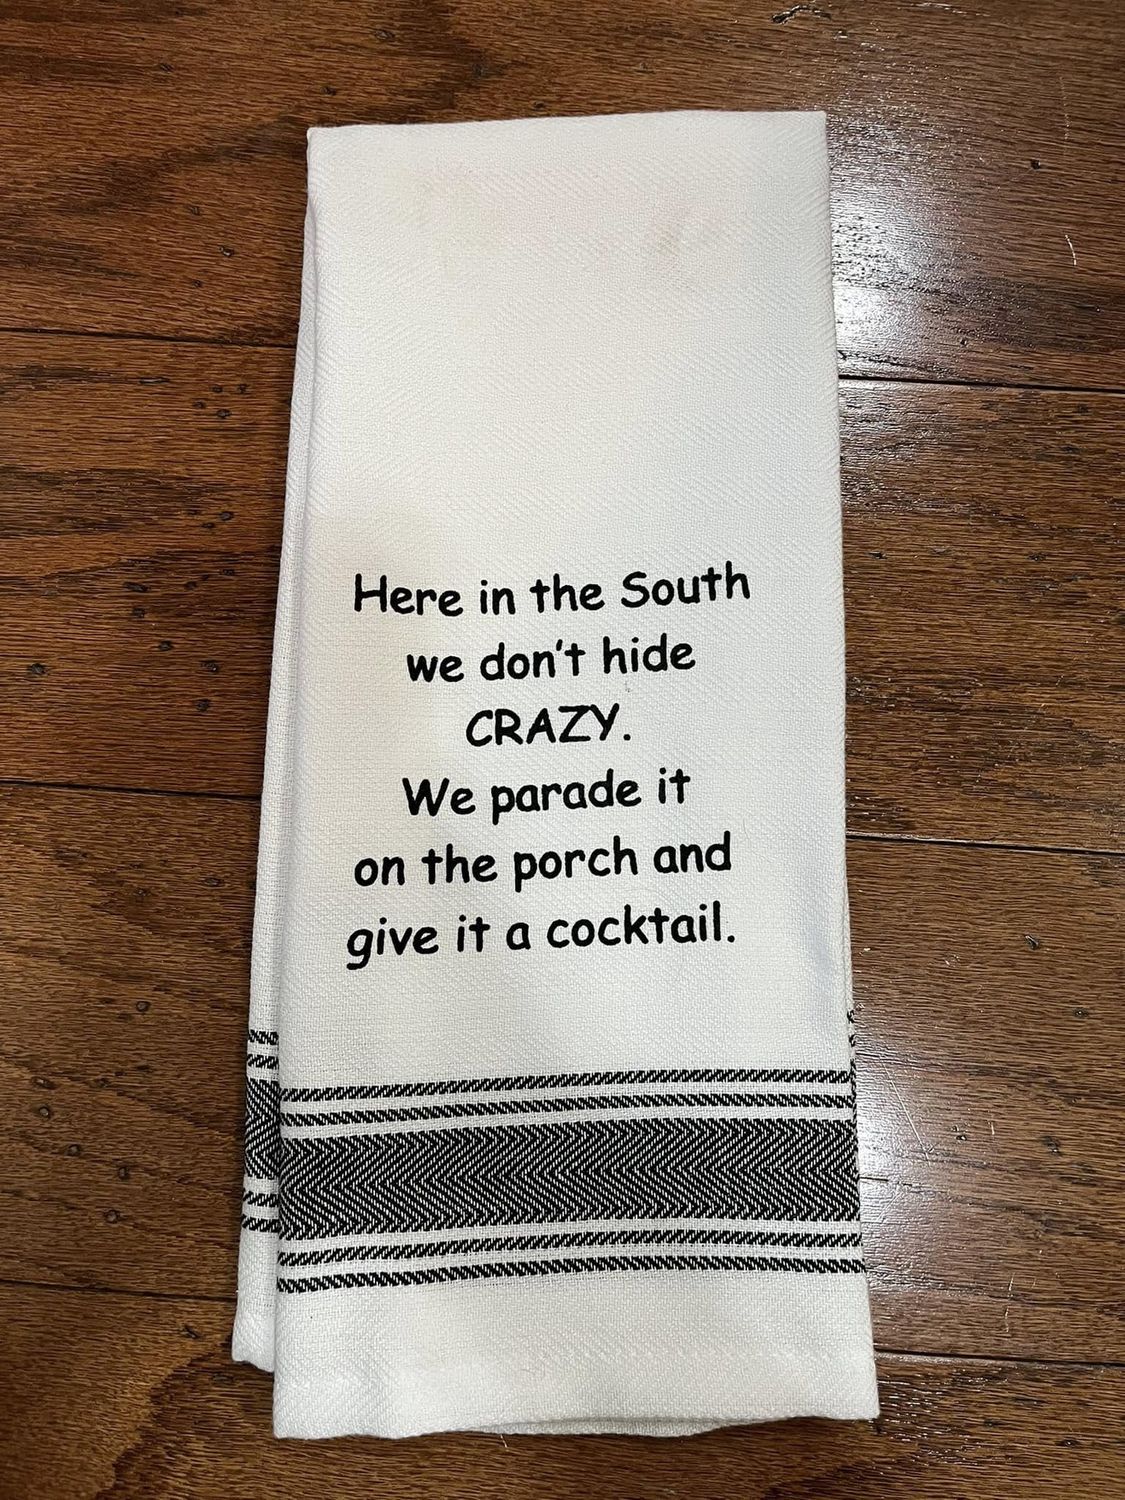 Here in the South
we don't hide
CRAZY.
We parade it
on the porch and
give it a cocktail.